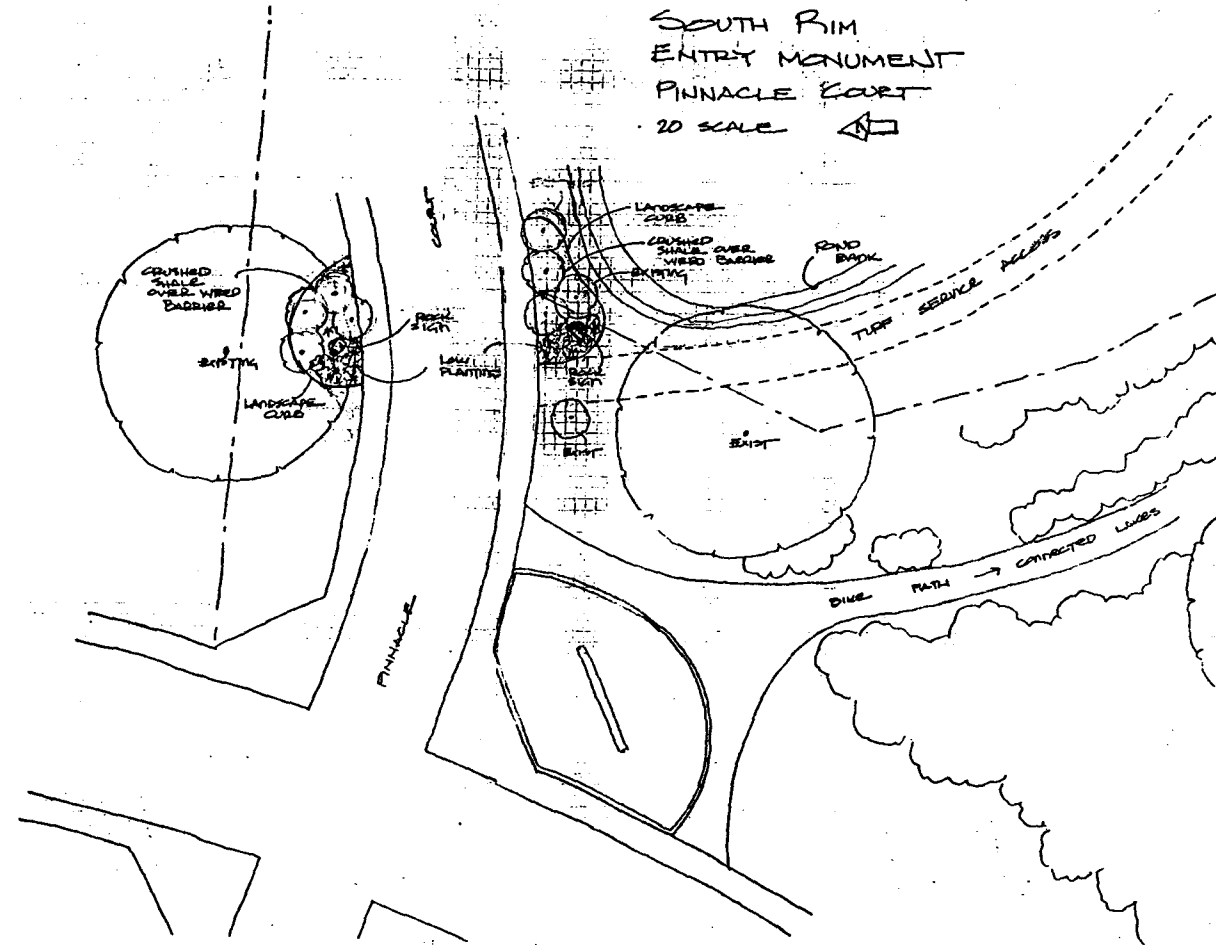 SOUTH RIM
ENTRY MONUMENT
PINNACLE COURT
20 SCALE
N
COURT
LANDSCAPE
CURB
CRUSHED
SHALE OVER
WEED BARRIER
EXISTING
POND
BANK
TURF SERVICE ACCESS
CRUSHED
SHALE
OVER WEED
BARRIER
ROCK
SIGN
EXISTING
LOW
PLANTING
ROCK
SIGN
LANDSCAPE
CURB
EXIST
EXIST
BIKE PATH → CONNECTED LAKES
PINNACLE